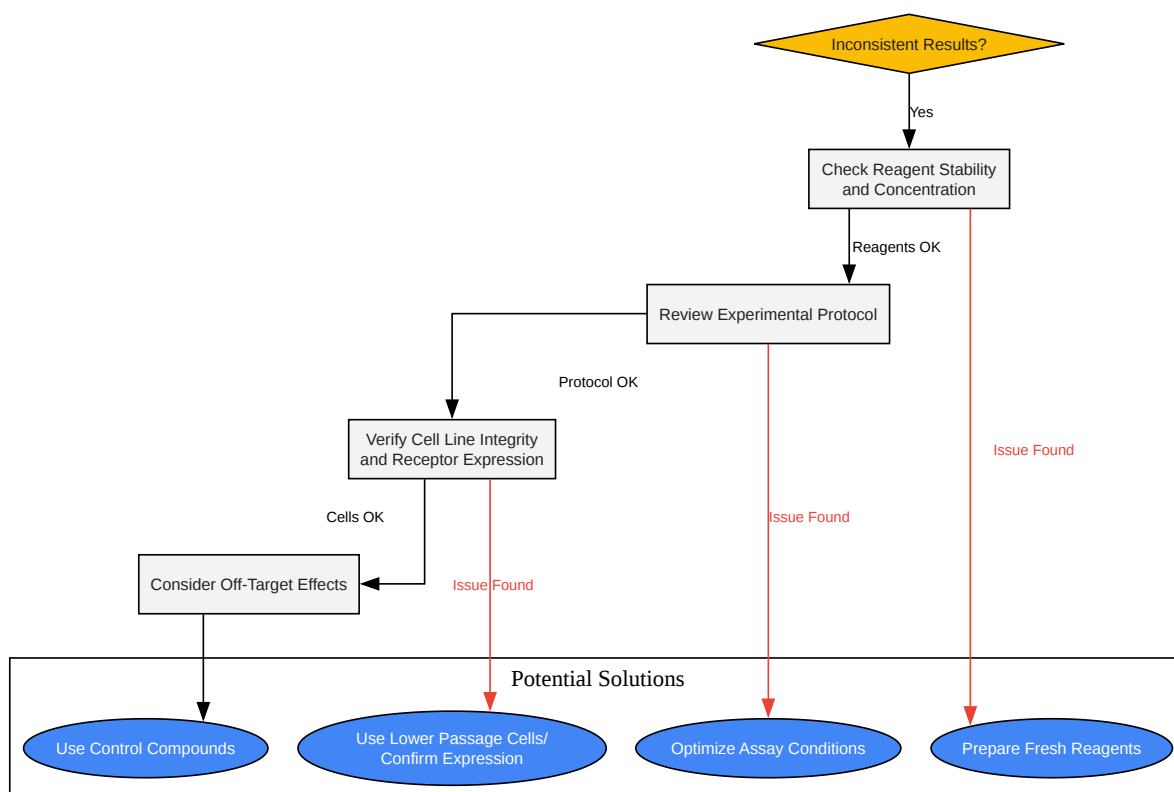 Inconsistent Results?
Yes
Check Reagent Stability
and Concentration
Reagents OK
Review Experimental Protocol
Protocol OK
Verify Cell Line Integrity
and Receptor Expression
Issue Found
Cells OK
Issue Found
Consider Off-Target Effects
Issue Found
Potential Solutions
Use Control Compounds
Use Lower Passage Cells/
Confirm Expression
Optimize Assay Conditions
Prepare Fresh Reagents